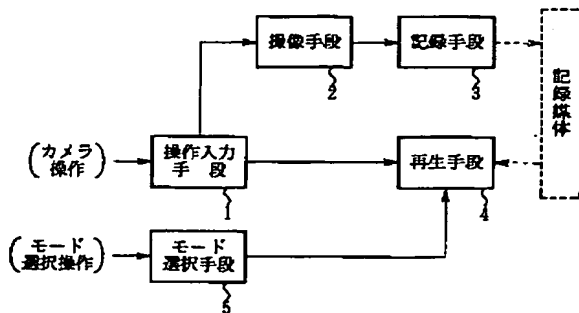 撮像手段
2
記録手段
3
記録媒体
(カメラ
操作)
操作入力
手 段
1
再生手段
4
(モード
選択操作)
モード
選択手段
5